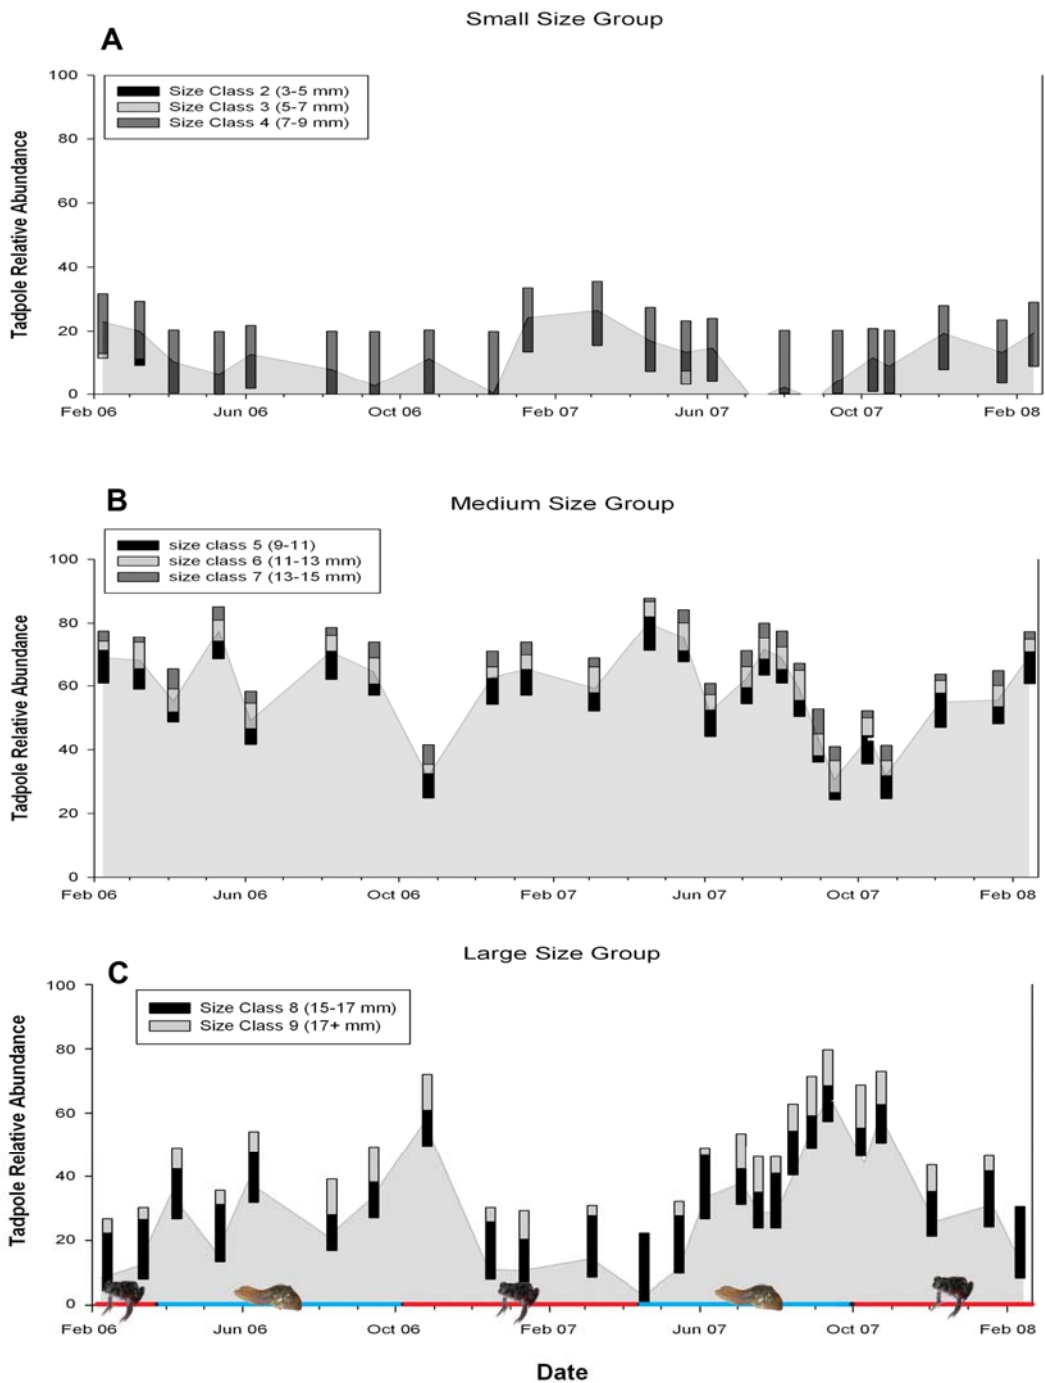 Small Size Group
A
100
80
60
40
20
0
Tadpole Relative Abundance
Size Class 2 (3-5 mm)
Size Class 3 (5-7 mm)
Size Class 4 (7-9 mm)
Feb 06 Jun 06 Oct 06 Feb 07 Jun 07 Oct 07 Feb 08
B
Medium Size Group
100
80
60
40
20
0
Tadpole Relative Abundance
size class 5 (9-11)
size class 6 (11-13 mm)
size class 7 (13-15 mm)
Feb 06 Jun 06 Oct 06 Feb 07 Jun 07 Oct 07 Feb 08
Large Size Group
C
100
80
60
40
20
0
Tadpole Relative Abundance
Size Class 8 (15-17 mm)
Size Class 9 (17+ mm)
Feb 06 Jun 06 Oct 06 Feb 07 Jun 07 Oct 07 Feb 08
Date